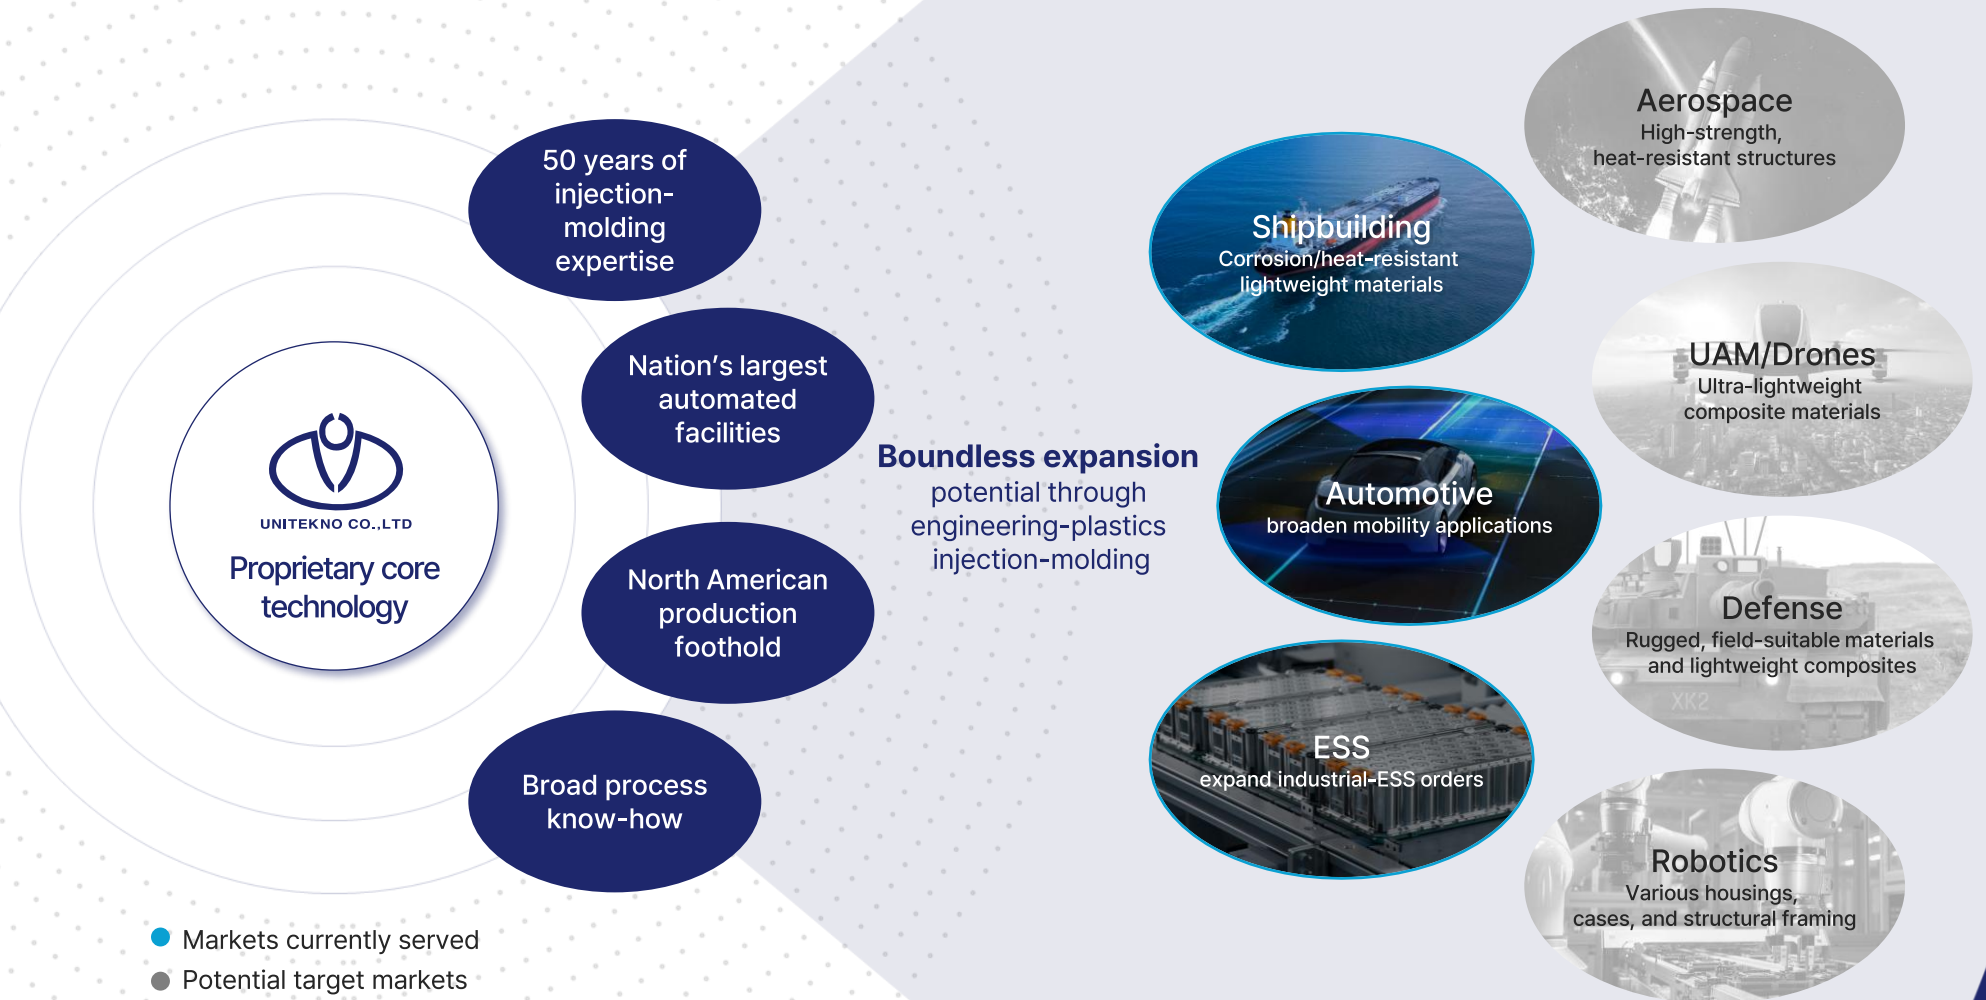 50 years of
injection-
molding
expertise
Nation's largest
automated
facilities
UNITEKNO CO.,LTD
Proprietary core
technology
North American
production
foothold
Broad process
know-how
Boundless expansion
potential through
engineering-plastics
injection-molding
Shipbuilding
Corrosion/heat-resistant
lightweight materials
Automotive
broaden mobility applications
ESS
expand industrial-ESS orders
Aerospace
High-strength,
heat-resistant structures
UAM/Drones
Ultra-lightweight
composite materials
Defense
Rugged, field-suitable materials
and lightweight composites
XK2
Robotics
Various housings,
cases, and structural framing
Markets currently served
Potential target markets